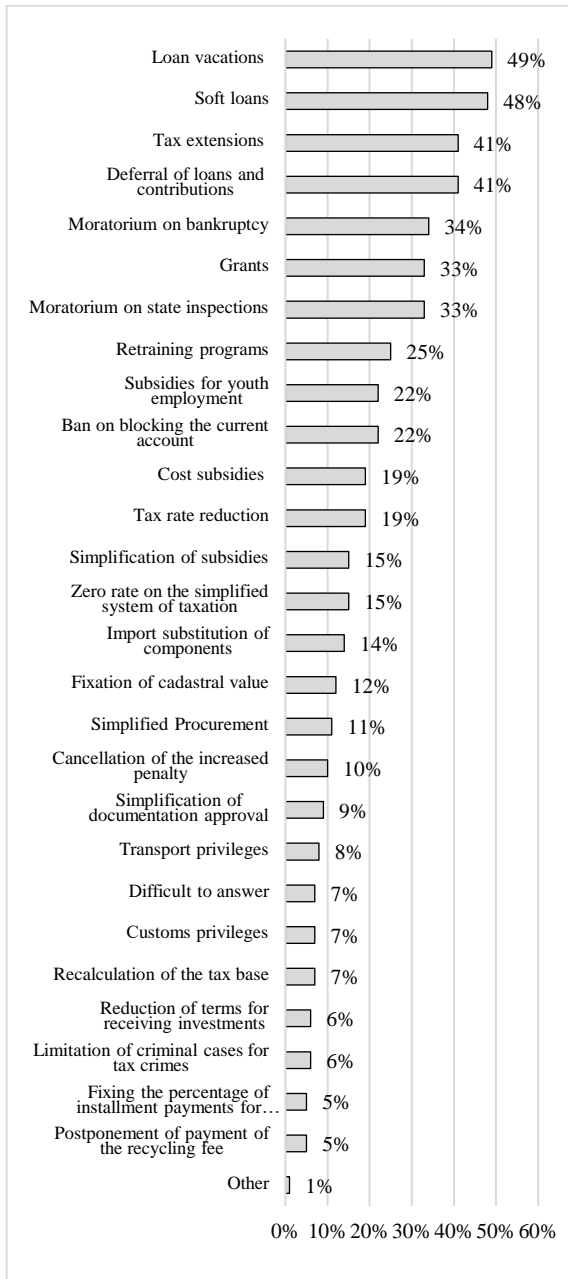 Loan vacations 49%
Soft loans 48%
Tax extensions 41%
Deferral of loans and
contributions 41%
Moratorium on bankruptcy 34%
Grants 33%
Moratorium on state inspections 33%
Retraining programs 25%
Subsidies for youth
employment 22%
Ban on blocking the current
account 22%
Cost subsidies 19%
Tax rate reduction 19%
Simplification of subsidies 15%
Zero rate on the simplified
system of taxation 15%
Import substitution of
components 14%
Fixation of cadastral value 12%
Simplified Procurement 11%
Cancellation of the increased
penalty 10%
Simplification of
documentation approval 9%
Transport privileges 8%
Difficult to answer 7%
Customs privileges 7%
Recalculation of the tax base 7%
Reduction of terms for
receiving investments 6%
Limitation of criminal cases for
tax crimes 6%
Fixing the percentage of
installment payments for… 5%
Postponement of payment of
the recycling fee 5%
Other 1%
0% 10% 20% 30% 40% 50% 60%